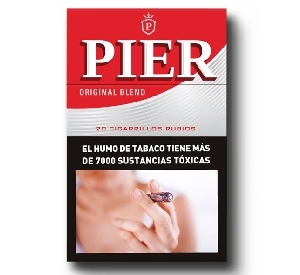 P
PIER
ORIGINAL BLEND
20 CIGARRILLOS RUBIOS
EL HUMO DE TABACO TIENE MÁS
DE 7000 SUSTANCIAS TÓXICAS